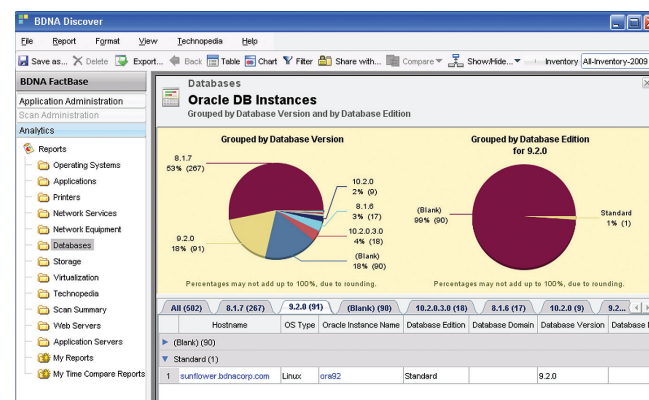 BDNA Discover
File Report Format View Technopedia Help
Save as... Delete Export... Back Table Chart Filter Share with... Compare Show/Hide... Inventory All-Inventory-2009
BDNA FactBase
Application Administration
Scan Administration
Analytics
Reports
Operating Systems
Applications
Printers
Network Services
Network Equipment
Databases
Storage
Virtualization
Technopedia
Scan Summary
Web Servers
Application Servers
My Reports
My Time Compare Reports
Databases
Oracle DB Instances
Grouped by Database Version and by Database Edition
Grouped by Database Version
8.1.7
53% (267)
10.2.0
2% (9)
8.1.6
3% (17)
10.2.0.3.0
4% (18)
(Blank)
18% (90)
9.2.0
18% (91)
Percentages may not add up to 100%, due to rounding.
Grouped by Database Edition
for 9.2.0
(Blank)
99% (90)
Standard
1% (1)
Percentages may not add up to 100%, due to rounding.
All (502) 8.1.7 (267) 9.2.0 (91) (Blank) (90) 10.2.0.3.0 (18) 8.1.6 (17) 10.2.0 (9) 9.2...
Hostname OS Type Oracle Instance Name Database Edition Database Domain Database Version Database
(Blank) (90)
Standard (1)
1 sunflower.bdnacorp.com Linux ora92 Standard 9.2.0